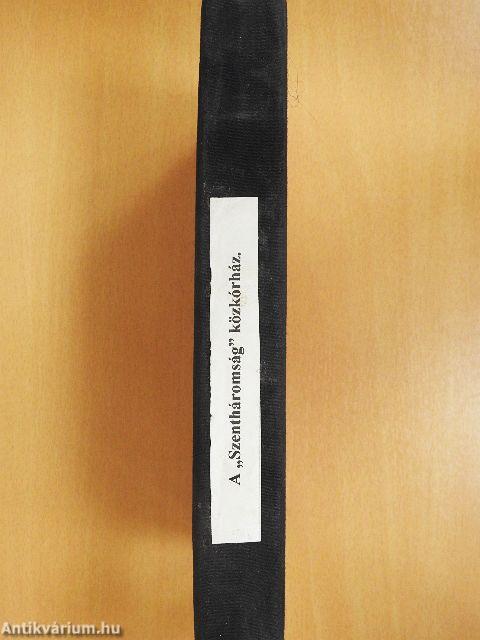 A „Szentháromság” közkórház.
Antikvárium.hu